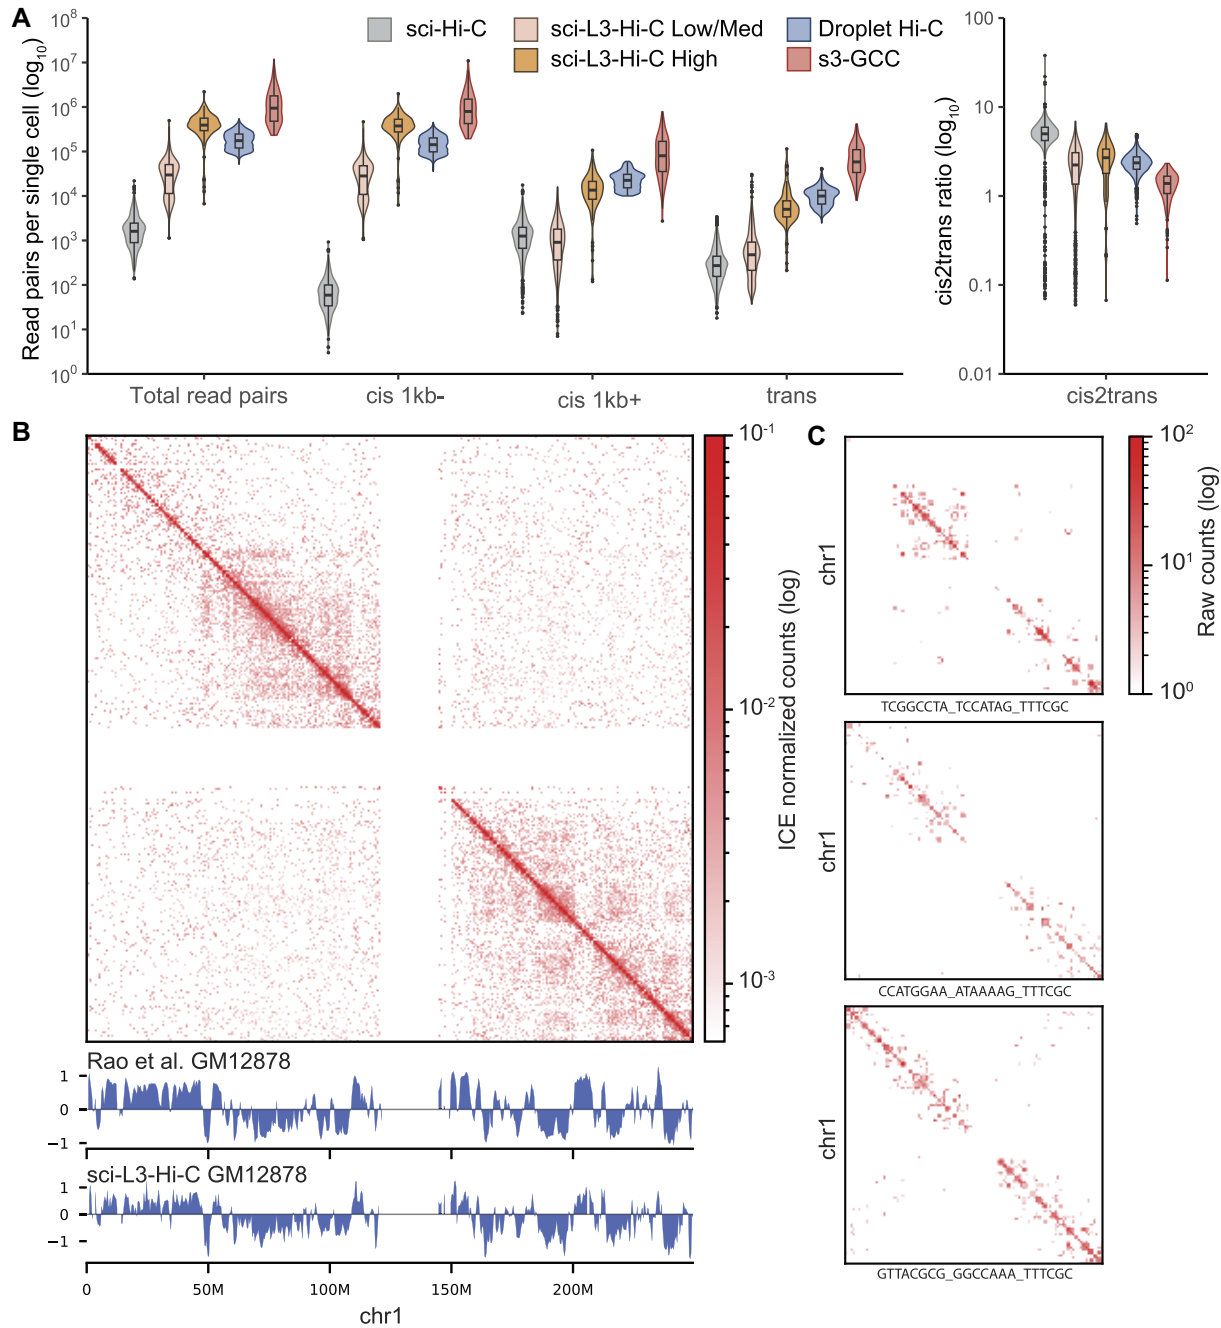 A
Read pairs per single cell (log10)
10^8
10^7
10^6
10^5
10^4
10^3
10^2
10^1
10^0
sci-Hi-C
sci-L3-Hi-C Low/Med
Droplet Hi-C
sci-L3-Hi-C High
s3-GCC
Total read pairs
cis 1kb-
cis 1kb+
trans
cis2trans ratio (log10)
100
10
1
0.1
0.01
cis2trans
B
10^-1
10^-2
10^-3
ICE normalized counts (log)
Rao et al. GM12878
1
0
−1
sci-L3-Hi-C GM12878
1
0
−1
0
50M
100M
150M
200M
chr1
C
chr1
TCGGCCTA_TCCATAG_TTTCGC
10^2
10^1
10^0
Raw counts (log)
chr1
CCATGGAA_ATAAAAG_TTTCGC
chr1
GTTACGCG_GGCCAAA_TTTCGC